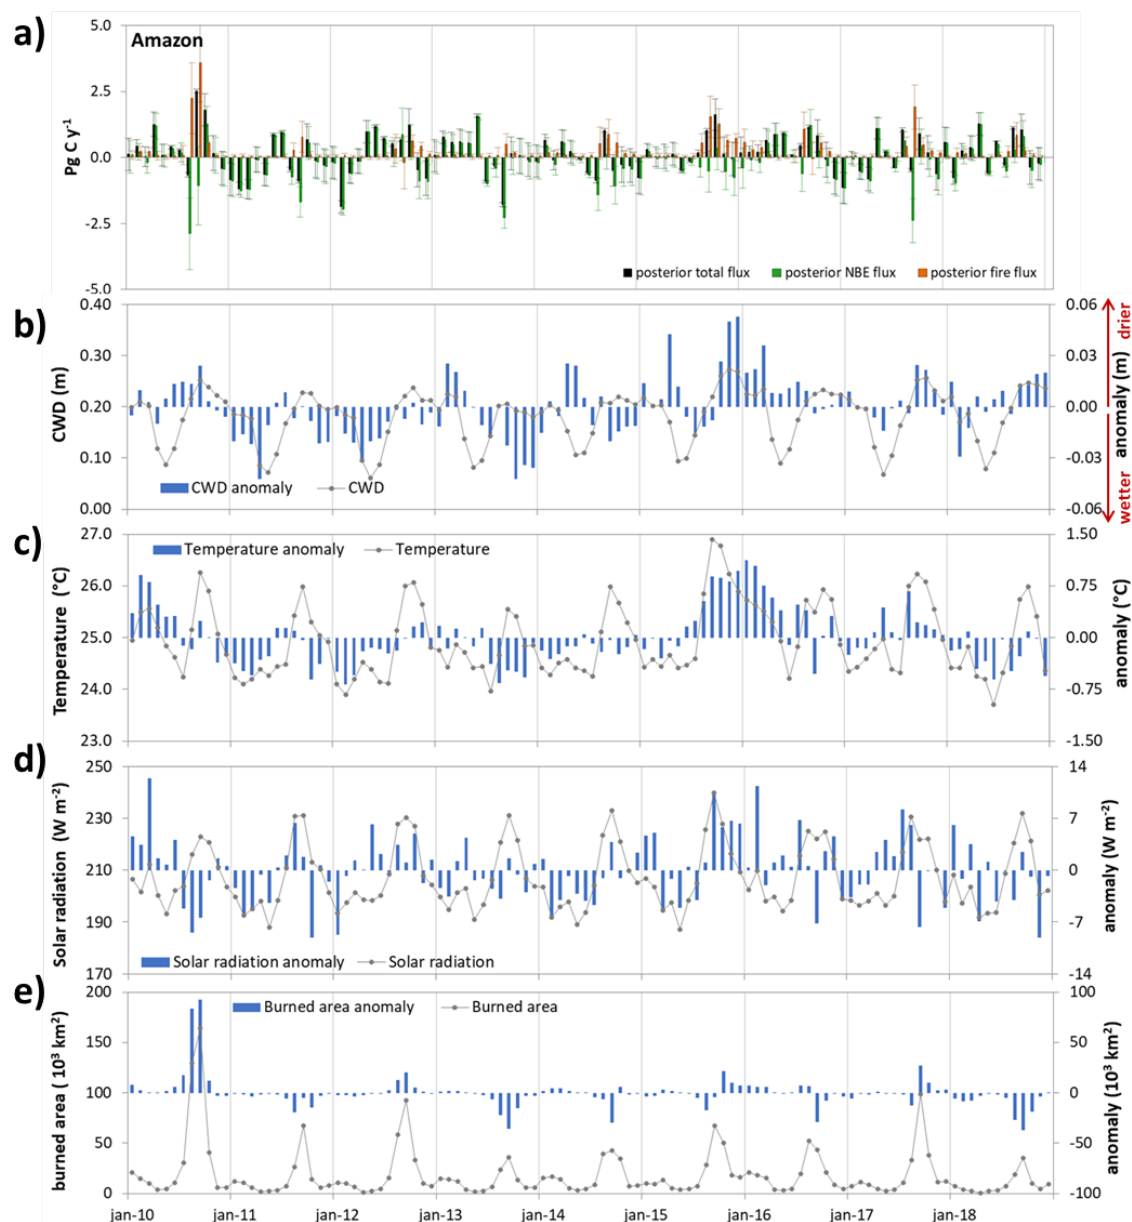 a)
Amazon
5.0
2.5
0.0
-2.5
-5.0
Pg C y⁻¹
posterior total flux posterior NBE flux posterior fire flux
b)
0.40
0.30
0.20
0.10
0.00
CWD (m)
CWD anomaly CWD
0.06
0.03
0.00
-0.03
-0.06
anomaly (m)
wetter drier
c)
27.0
26.0
25.0
24.0
23.0
Temperature (°C)
Temperature anomaly Temperature
1.50
0.75
0.00
-0.75
-1.50
anomaly (°C)
d)
250
230
210
190
170
Solar radiation (W m⁻²)
Solar radiation anomaly Solar radiation
14
7
0
-7
-14
anomaly (W m⁻²)
e)
200
150
100
50
0
burned area ( 10³ km²)
Burned area anomaly Burned area
100
50
0
-50
-100
anomaly (10³ km²)
jan-10 jan-11 jan-12 jan-13 jan-14 jan-15 jan-16 jan-17 jan-18